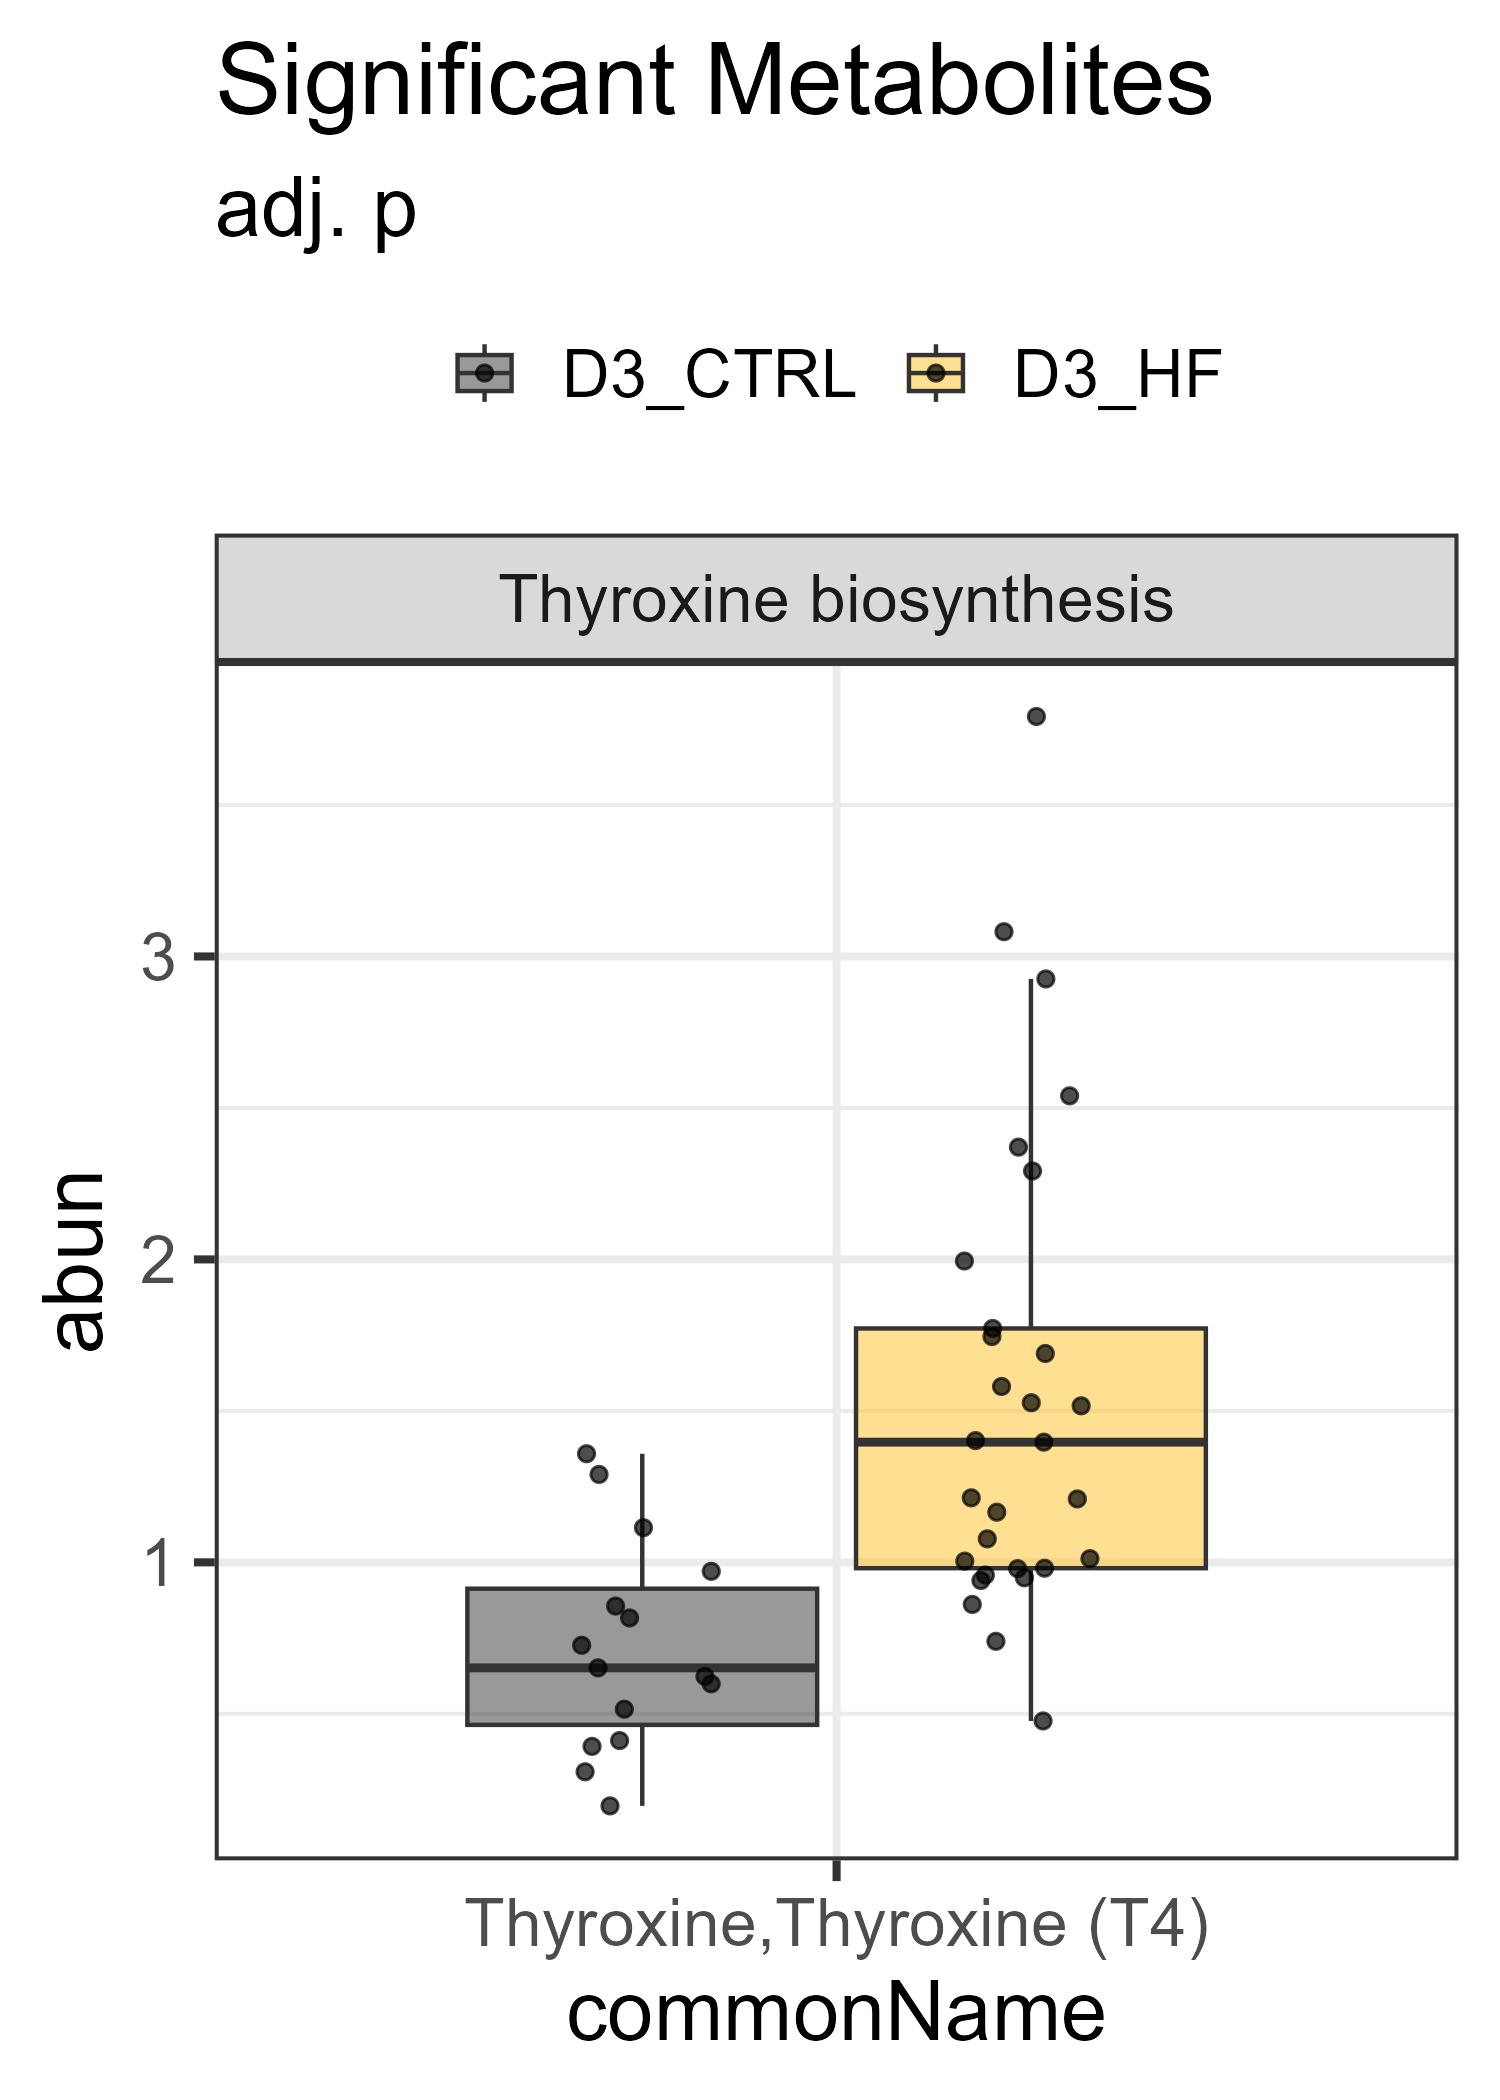 Significant Metabolites
adj. p
D3_CTRL D3_HF
Thyroxine biosynthesis
3
2
1
abun
Thyroxine,Thyroxine (T4)
commonName